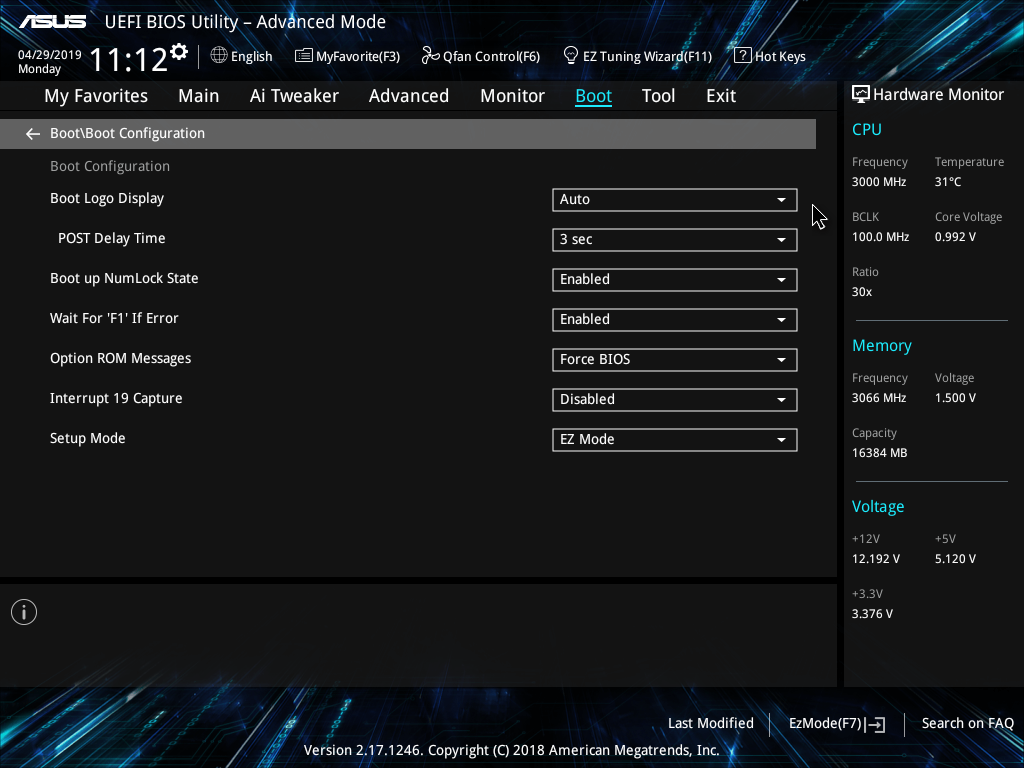 ASUS UEFI BIOS Utility – Advanced Mode
04/29/2019 Monday 11:12 English MyFavorite(F3) Qfan Control(F6) EZ Tuning Wizard(F11) ? Hot Keys
My Favorites Main Ai Tweaker Advanced Monitor Boot Tool Exit
Boot\Boot Configuration
Boot Configuration
Boot Logo Display Auto
POST Delay Time 3 sec
Boot up NumLock State Enabled
Wait For 'F1' If Error Enabled
Option ROM Messages Force BIOS
Interrupt 19 Capture Disabled
Setup Mode EZ Mode
Hardware Monitor
CPU
Frequency Temperature
3000 MHz 31°C
BCLK Core Voltage
100.0 MHz 0.992 V
Ratio
30x
Memory
Frequency Voltage
3066 MHz 1.500 V
Capacity
16384 MB
Voltage
+12V +5V
12.192 V 5.120 V
+3.3V
3.376 V
Last Modified EzMode(F7) Search on FAQ
Version 2.17.1246. Copyright (C) 2018 American Megatrends, Inc.